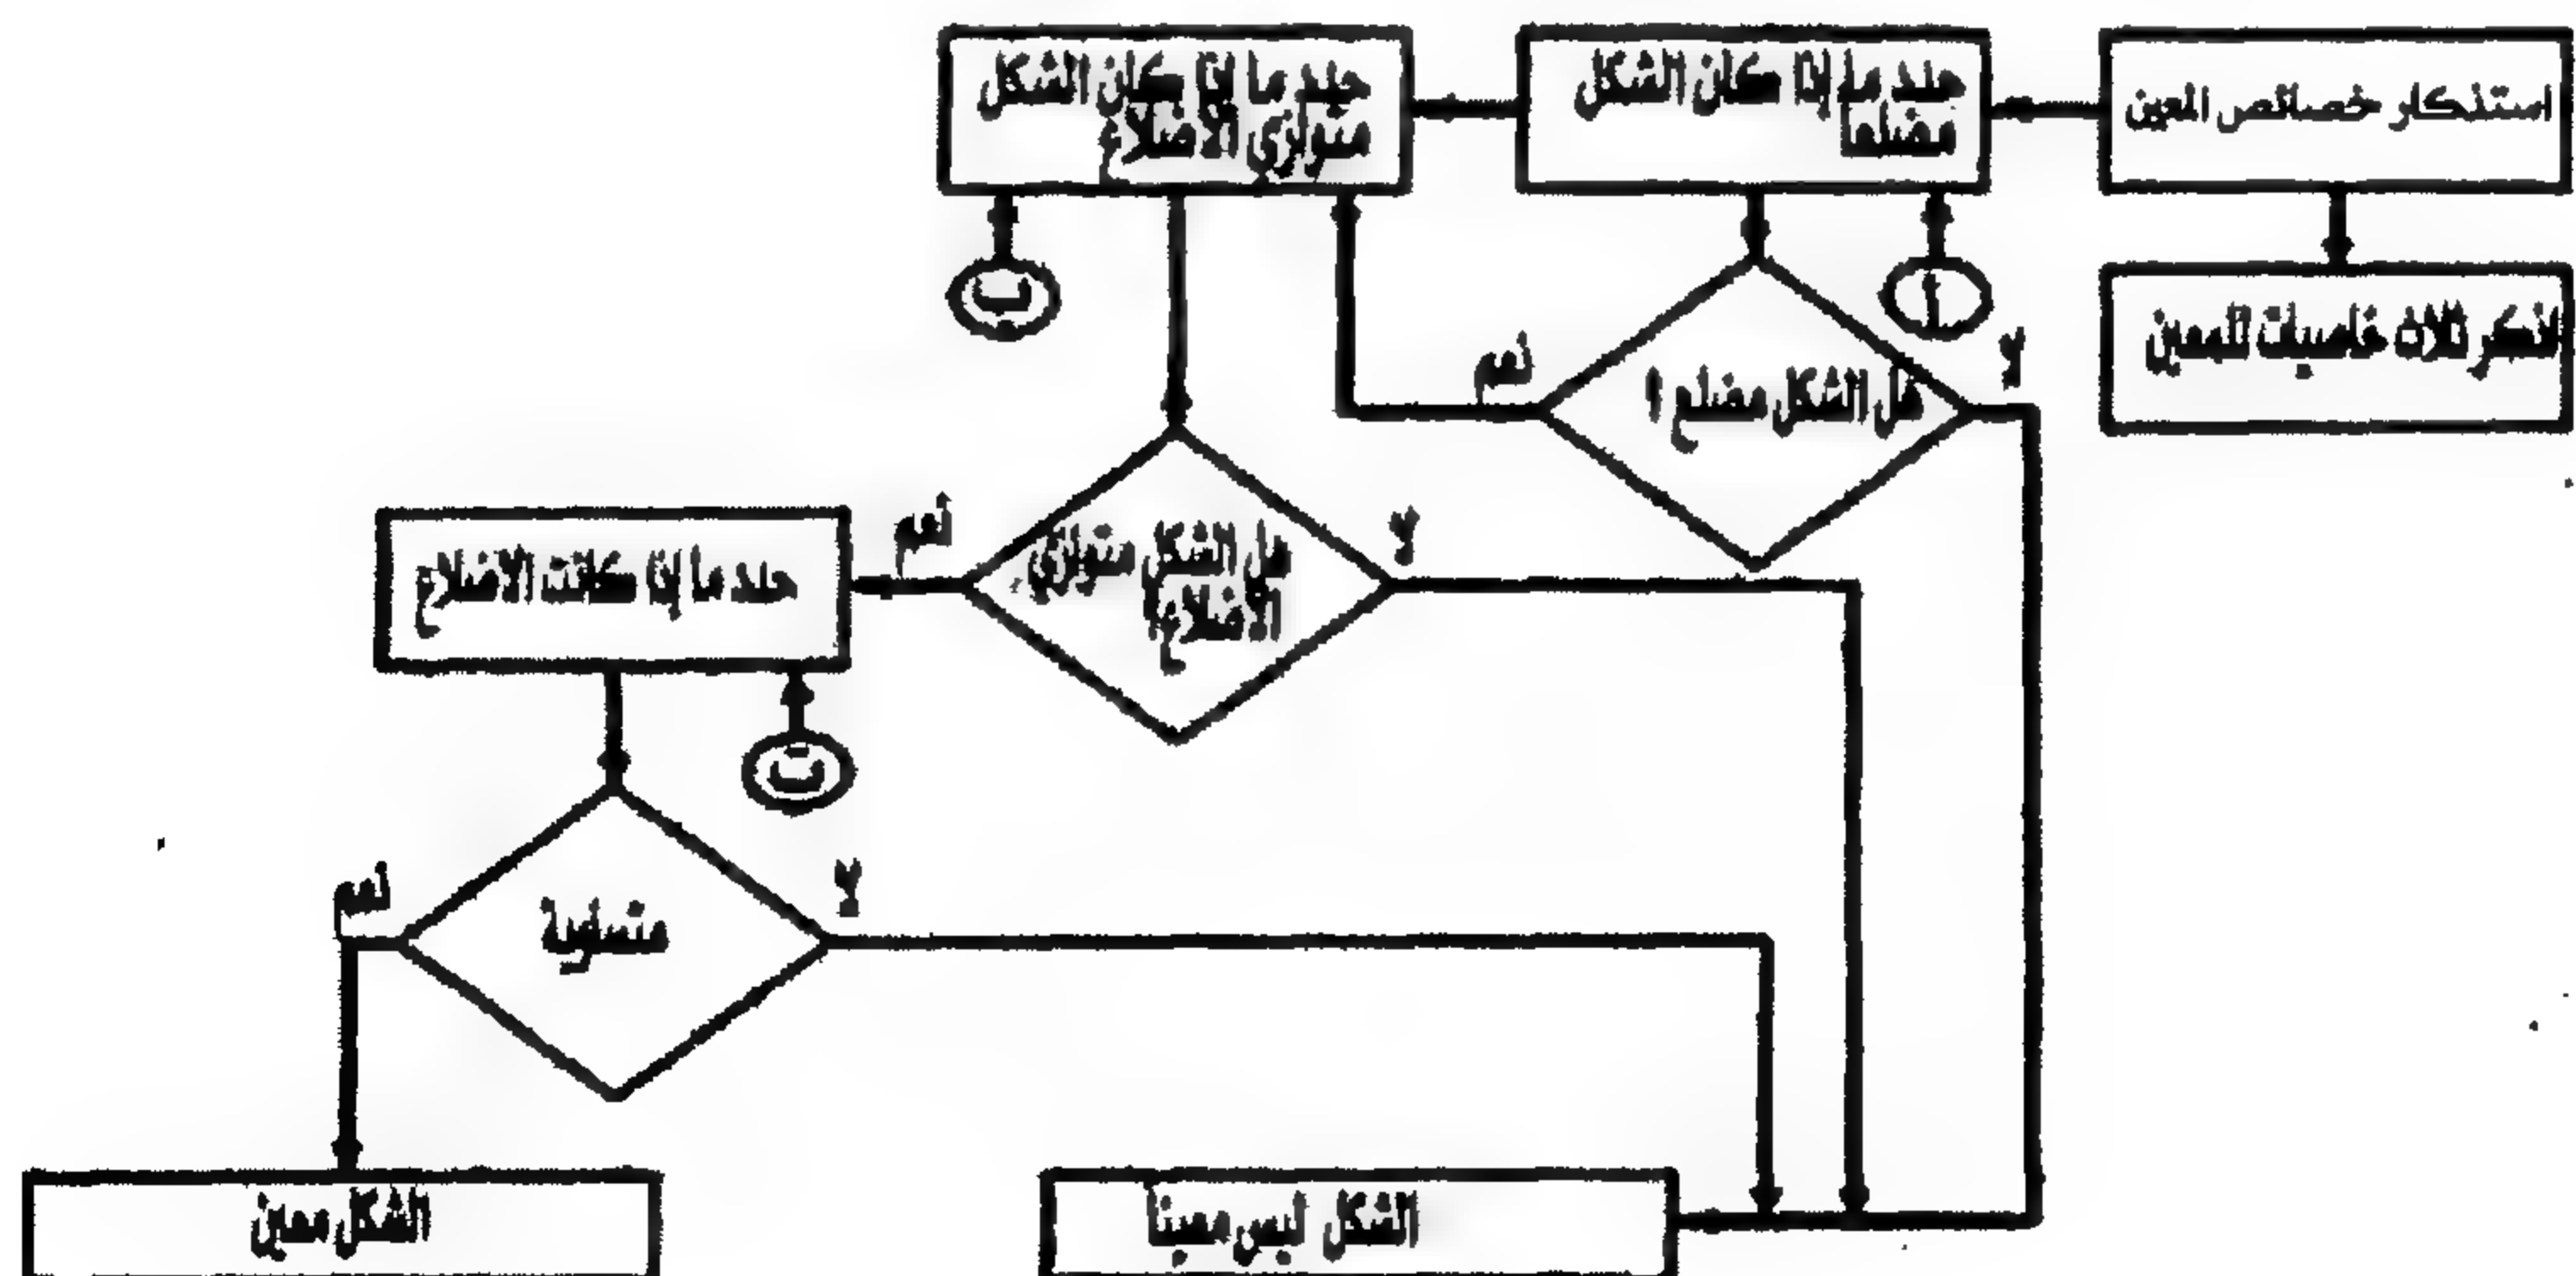 استذكار خصائص المعين
حدد ما إذا كان الشكل
مضلعا
حدد ما إذا كان الشكل
متوازي الأضلاع
اذكر ثلاث خاصيات للمعين
أ
ب
لا
هل الشكل مضلع ؟
نعم
لا
هل الشكل متوازي
الأضلاع؟
نعم
حدد ما إذا كانت الأضلاع
ت
لا
متساوية
نعم
الشكل ليس معينا
الشكل معين